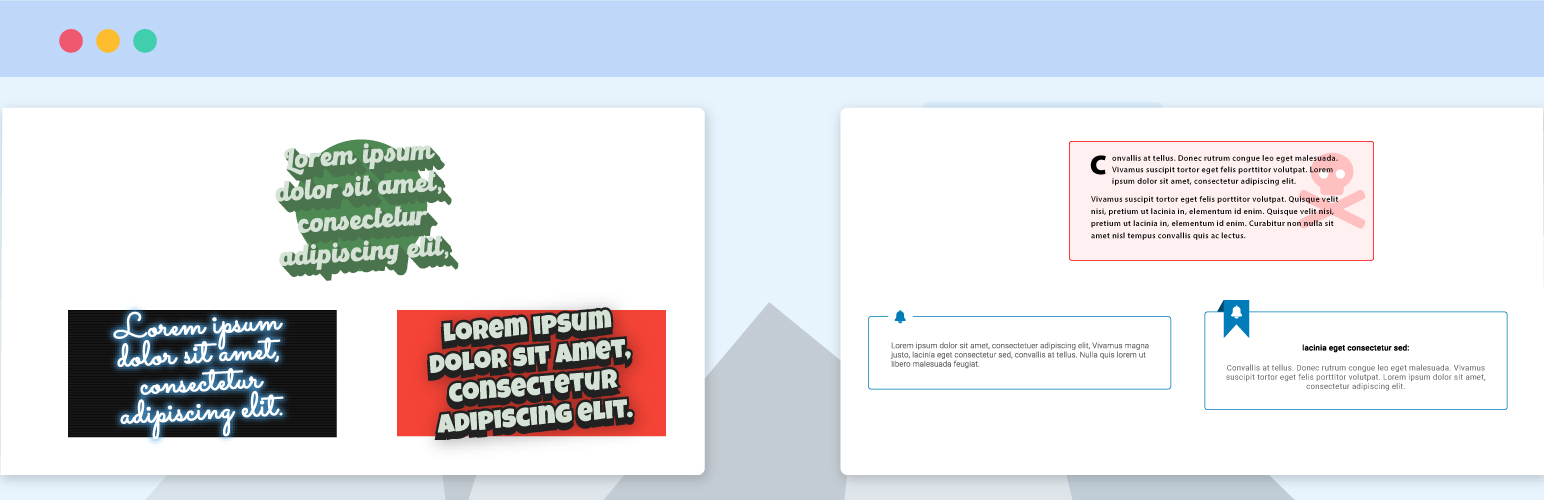 Lorem ipsum
dolor sit amet,
consectetur
adipiscing elit,
Lorem ipsum
dolor sit amet,
consectetur
adipiscing elit.
Lorem ipsum
dolor sit amet,
consectetur
adipiscing elit.
Convallis at tellus. Donec rutrum congue leo eget malesuada.
Vivamus suscipit tortor eget felis porttitor volutpat. Lorem
ipsum dolor sit amet, consectetur adipiscing elit.
Vivamus suscipit tortor eget felis porttitor volutpat. Quisque velit
nisi, pretium ut lacinia in, elementum id enim. Quisque velit nisi,
pretium ut lacinia in, elementum id enim. Curabitur non nulla sit
amet nisl tempus convallis quis ac lectus.
Lorem ipsum dolor sit amet, consectetuer adipiscing elit, Vivamus magna
justo, lacinia eget consectetur sed, convallis at tellus. Nulla quis lorem ut
libero malesuada feugiat.
lacinia eget consectetur sed:
Convallis at tellus. Donec rutrum congue leo eget malesuada. Vivamus
suscipit tortor eget felis porttitor volutpat. Lorem ipsum dolor sit amet,
consectetur adipiscing elit.